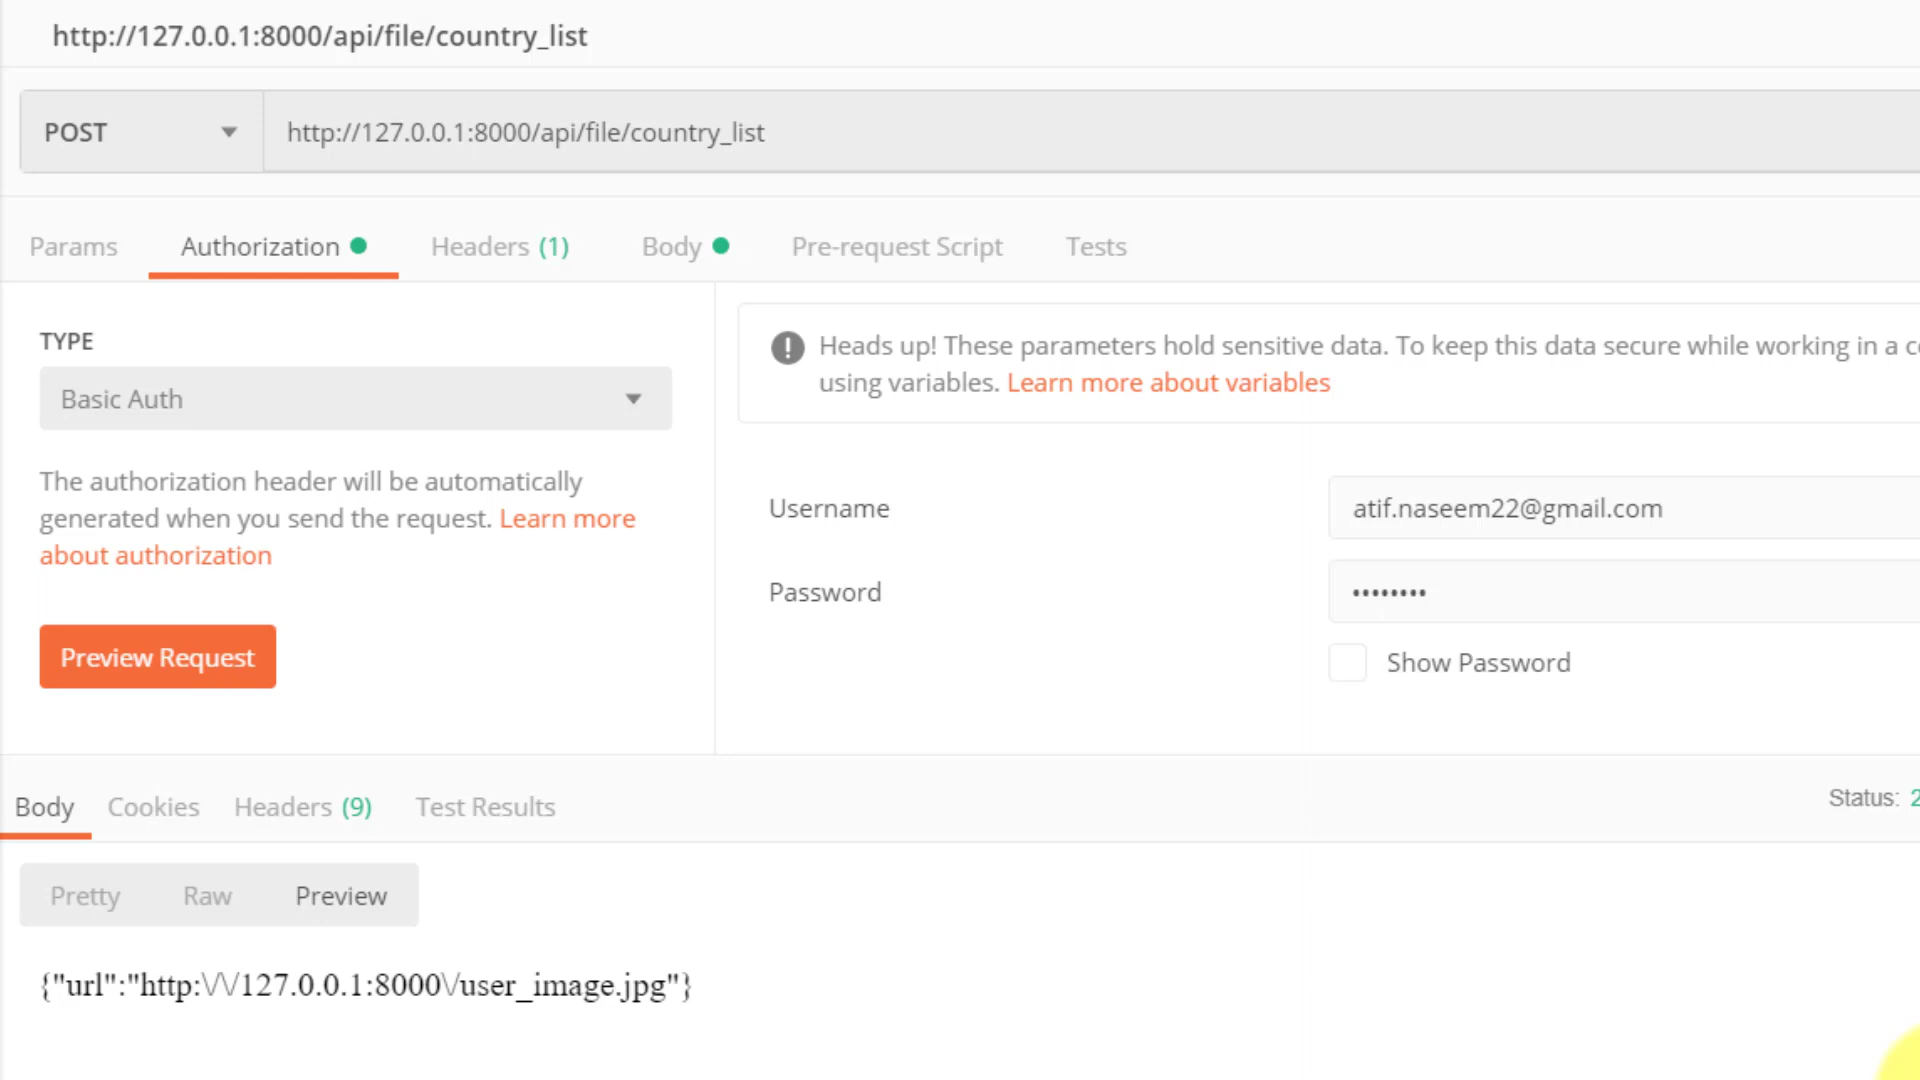 http://127.0.0.1:8000/api/file/country_list
POST http://127.0.0.1:8000/api/file/country_list
Params Authorization Headers (1) Body Pre-request Script Tests
TYPE
Basic Auth
The authorization header will be automatically
generated when you send the request. Learn more
about authorization
Preview Request
Heads up! These parameters hold sensitive data. To keep this data secure while working in a
using variables. Learn more about variables
Username atif.naseem22@gmail.com
Password ••••••••
Show Password
Body Cookies Headers (9) Test Results Status: 2
Pretty Raw Preview
{"url":"http:\/\/127.0.0.1:8000\/user_image.jpg"}